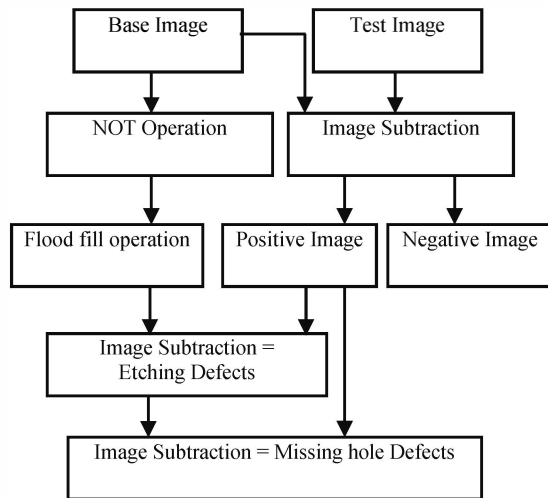 Base Image
Test Image
NOT Operation
Image Subtraction
Flood fill operation
Positive Image
Negative Image
Image Subtraction =
Etching Defects
Image Subtraction = Missing hole Defects